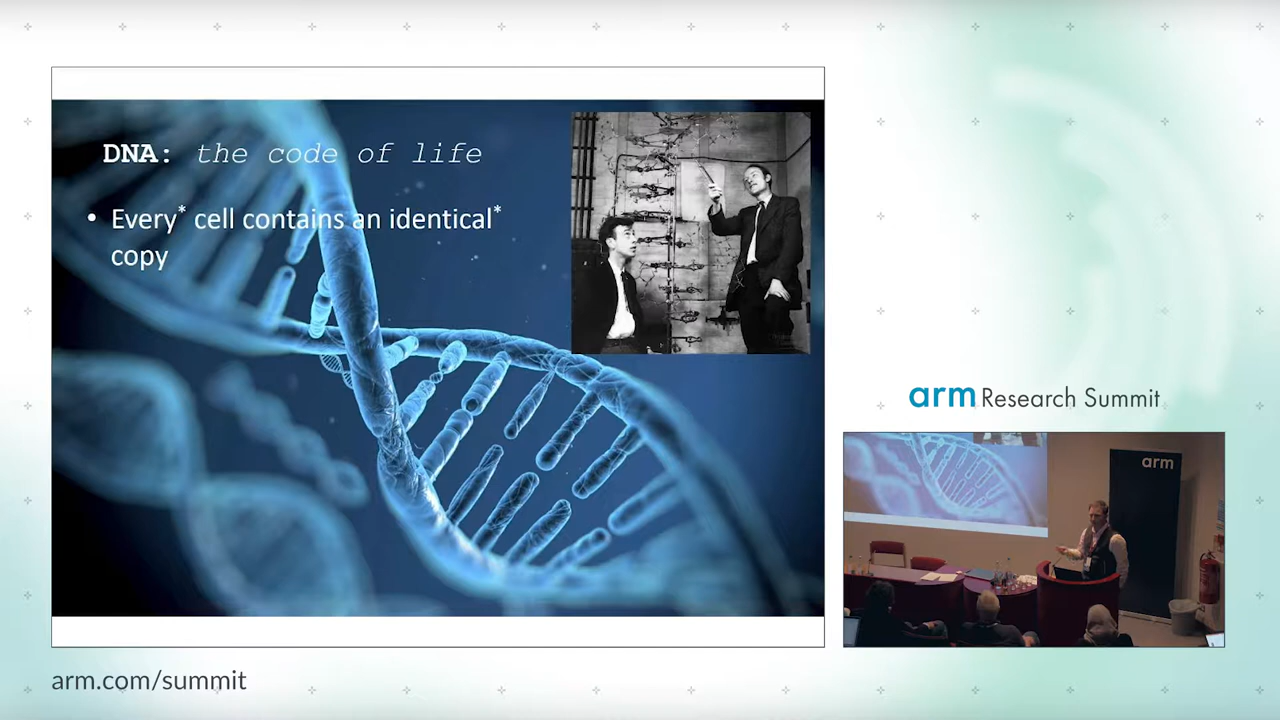 DNA: the code of life
• Every* cell contains an identical*
copy
arm Research Summit
arm
arm.com/summit